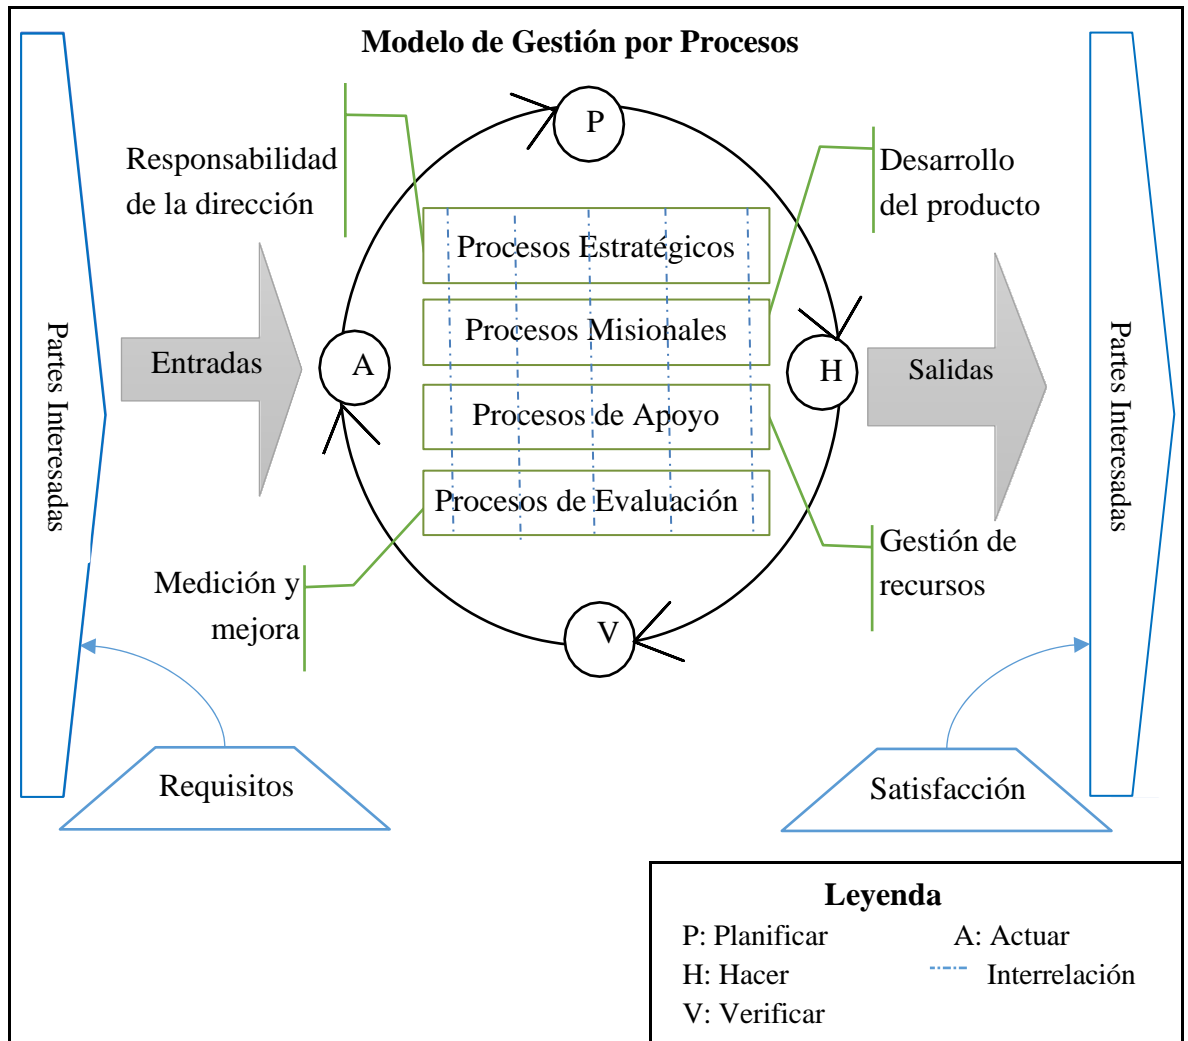 Modelo de Gestión por Procesos
Partes Interesadas
Responsabilidad
de la dirección
P
Desarrollo
del producto
Procesos Estratégicos
Procesos Misionales
Procesos de Apoyo
Procesos de Evaluación
Entradas
A
H
Salidas
Partes Interesadas
Medición y
mejora
V
Gestión de
recursos
Requisitos
Satisfacción
Leyenda
P: Planificar
A: Actuar
H: Hacer
Interrelación
V: Verificar